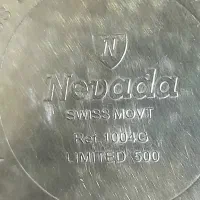 N
Nevada
SWISS MOVT
Ref. 1004G
LIMITED 500